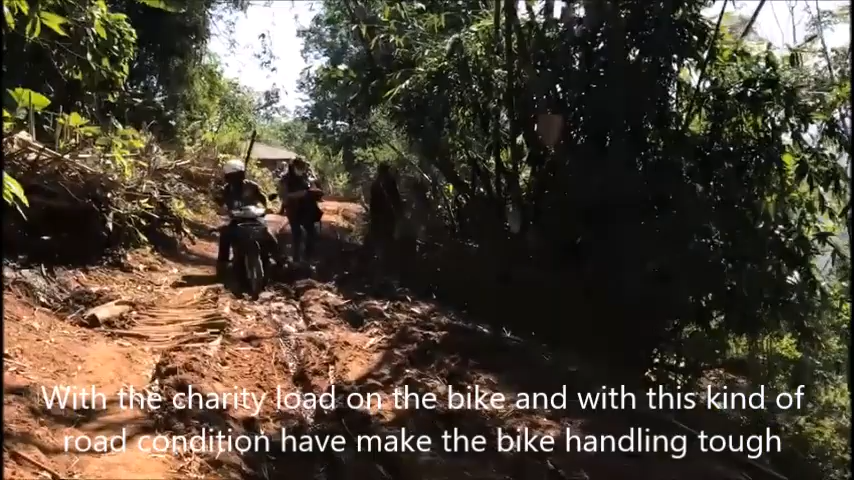 With the charity load on the bike and with this kind of
road condition have make the bike handling tough